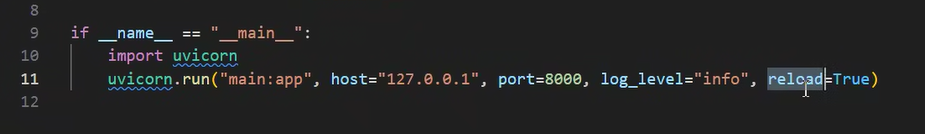 8
9 if __name__ == "__main__":
10 import uvicorn
11 uvicorn.run("main:app", host="127.0.0.1", port=8000, log_level="info", reload=True)
12